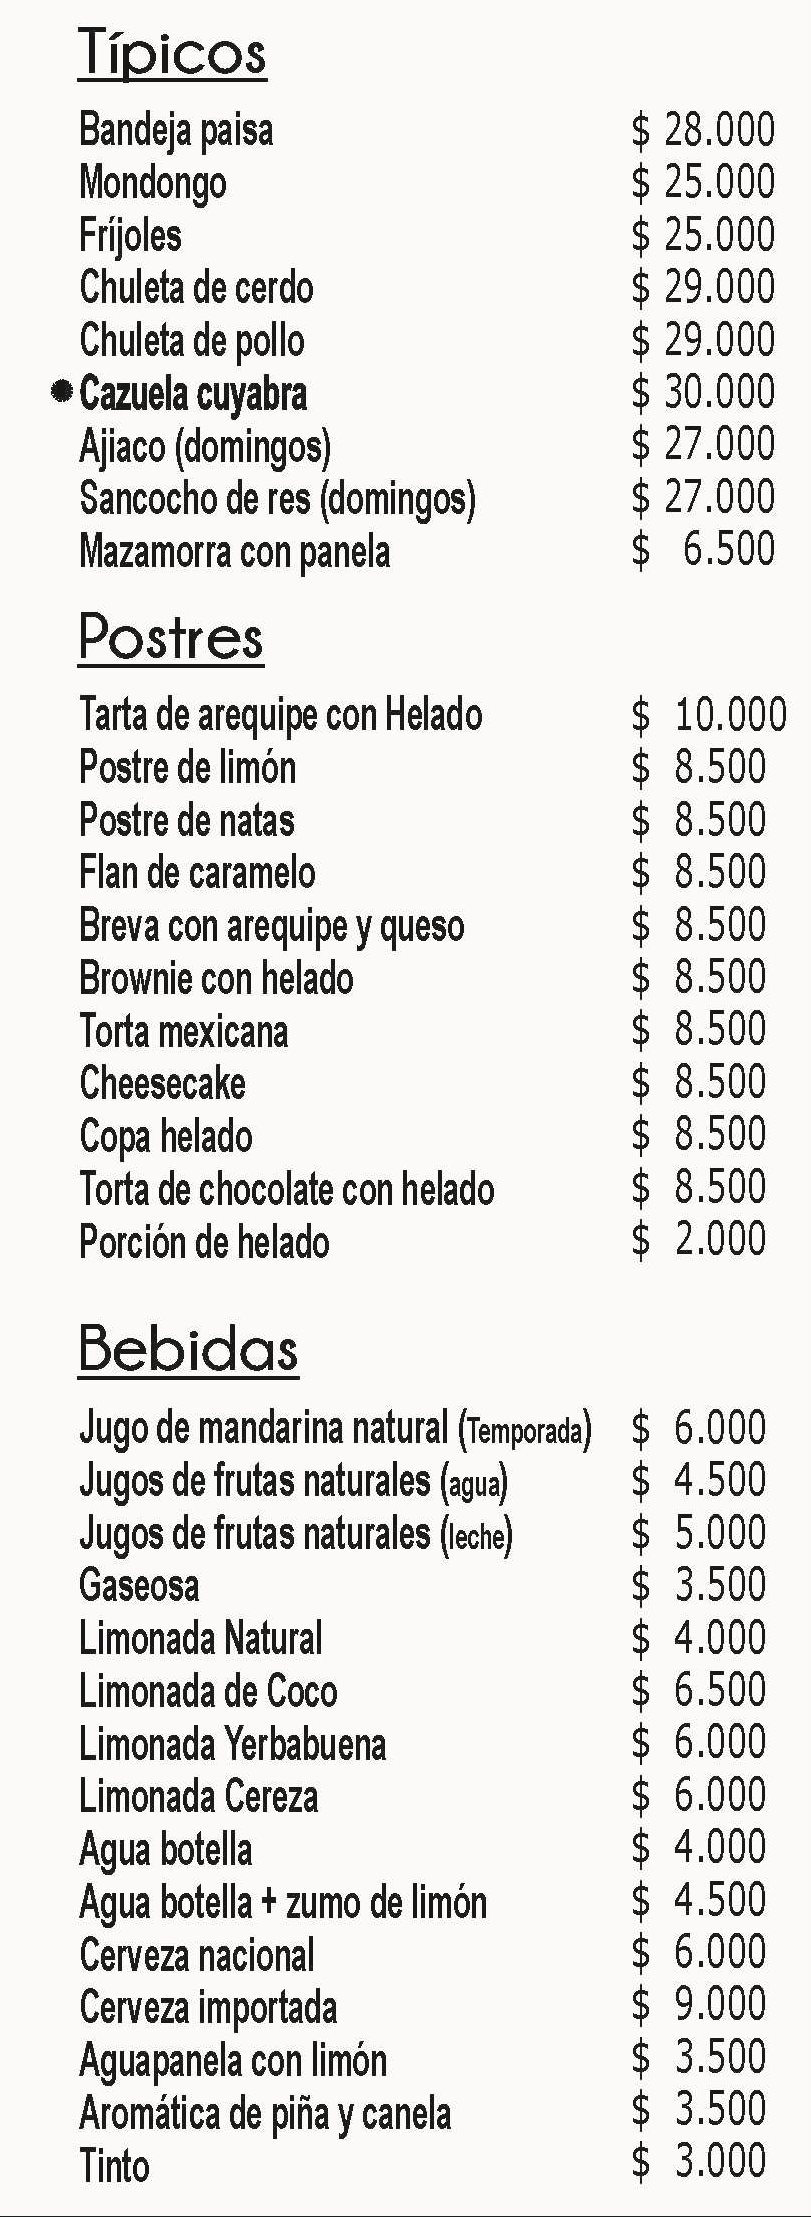 Típicos
Bandeja paisa $ 28.000
Mondongo $ 25.000
Fríjoles $ 25.000
Chuleta de cerdo $ 29.000
Chuleta de pollo $ 29.000
Cazuela cuyabra $ 30.000
Ajiaco (domingos) $ 27.000
Sancocho de res (domingos) $ 27.000
Mazamorra con panela $ 6.500
Postres
Tarta de arequipe con Helado $ 10.000
Postre de limón $ 8.500
Postre de natas $ 8.500
Flan de caramelo $ 8.500
Breva con arequipe y queso $ 8.500
Brownie con helado $ 8.500
Torta mexicana $ 8.500
Cheesecake $ 8.500
Copa helado $ 8.500
Torta de chocolate con helado $ 8.500
Porción de helado $ 2.000
Bebidas
Jugo de mandarina natural (Temporada) $ 6.000
Jugos de frutas naturales (agua) $ 4.500
Jugos de frutas naturales (leche) $ 5.000
Gaseosa $ 3.500
Limonada Natural $ 4.000
Limonada de Coco $ 6.500
Limonada Yerbabuena $ 6.000
Limonada Cereza $ 6.000
Agua botella $ 4.000
Agua botella + zumo de limón $ 4.500
Cerveza nacional $ 6.000
Cerveza importada $ 9.000
Aguapanela con limón $ 3.500
Aromática de piña y canela $ 3.500
Tinto $ 3.000